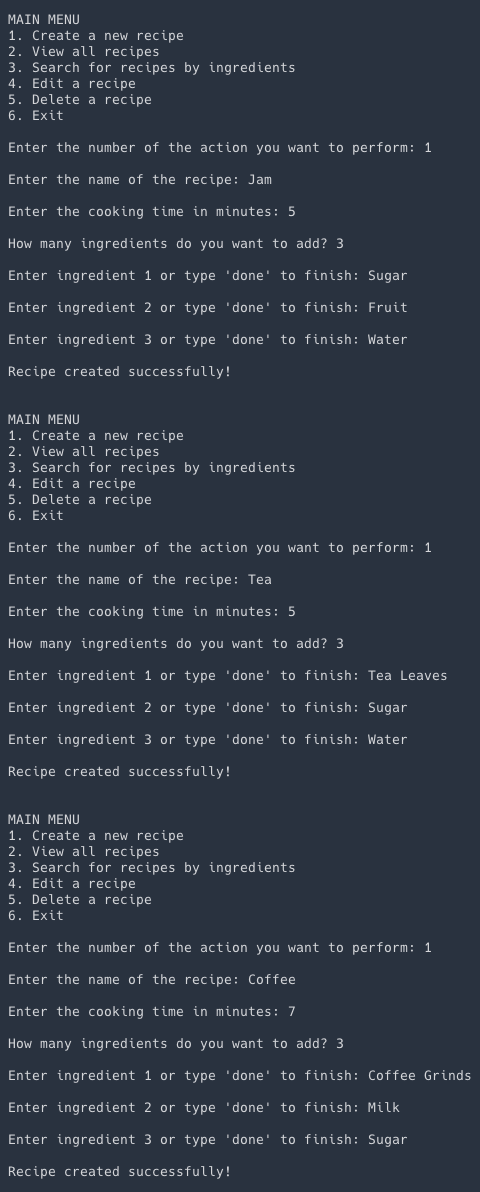 MAIN MENU
1. Create a new recipe
2. View all recipes
3. Search for recipes by ingredients
4. Edit a recipe
5. Delete a recipe
6. Exit
Enter the number of the action you want to perform: 1
Enter the name of the recipe: Jam
Enter the cooking time in minutes: 5
How many ingredients do you want to add? 3
Enter ingredient 1 or type 'done' to finish: Sugar
Enter ingredient 2 or type 'done' to finish: Fruit
Enter ingredient 3 or type 'done' to finish: Water
Recipe created successfully!
MAIN MENU
1. Create a new recipe
2. View all recipes
3. Search for recipes by ingredients
4. Edit a recipe
5. Delete a recipe
6. Exit
Enter the number of the action you want to perform: 1
Enter the name of the recipe: Tea
Enter the cooking time in minutes: 5
How many ingredients do you want to add? 3
Enter ingredient 1 or type 'done' to finish: Tea Leaves
Enter ingredient 2 or type 'done' to finish: Sugar
Enter ingredient 3 or type 'done' to finish: Water
Recipe created successfully!
MAIN MENU
1. Create a new recipe
2. View all recipes
3. Search for recipes by ingredients
4. Edit a recipe
5. Delete a recipe
6. Exit
Enter the number of the action you want to perform: 1
Enter the name of the recipe: Coffee
Enter the cooking time in minutes: 7
How many ingredients do you want to add? 3
Enter ingredient 1 or type 'done' to finish: Coffee Grinds
Enter ingredient 2 or type 'done' to finish: Milk
Enter ingredient 3 or type 'done' to finish: Sugar
Recipe created successfully!